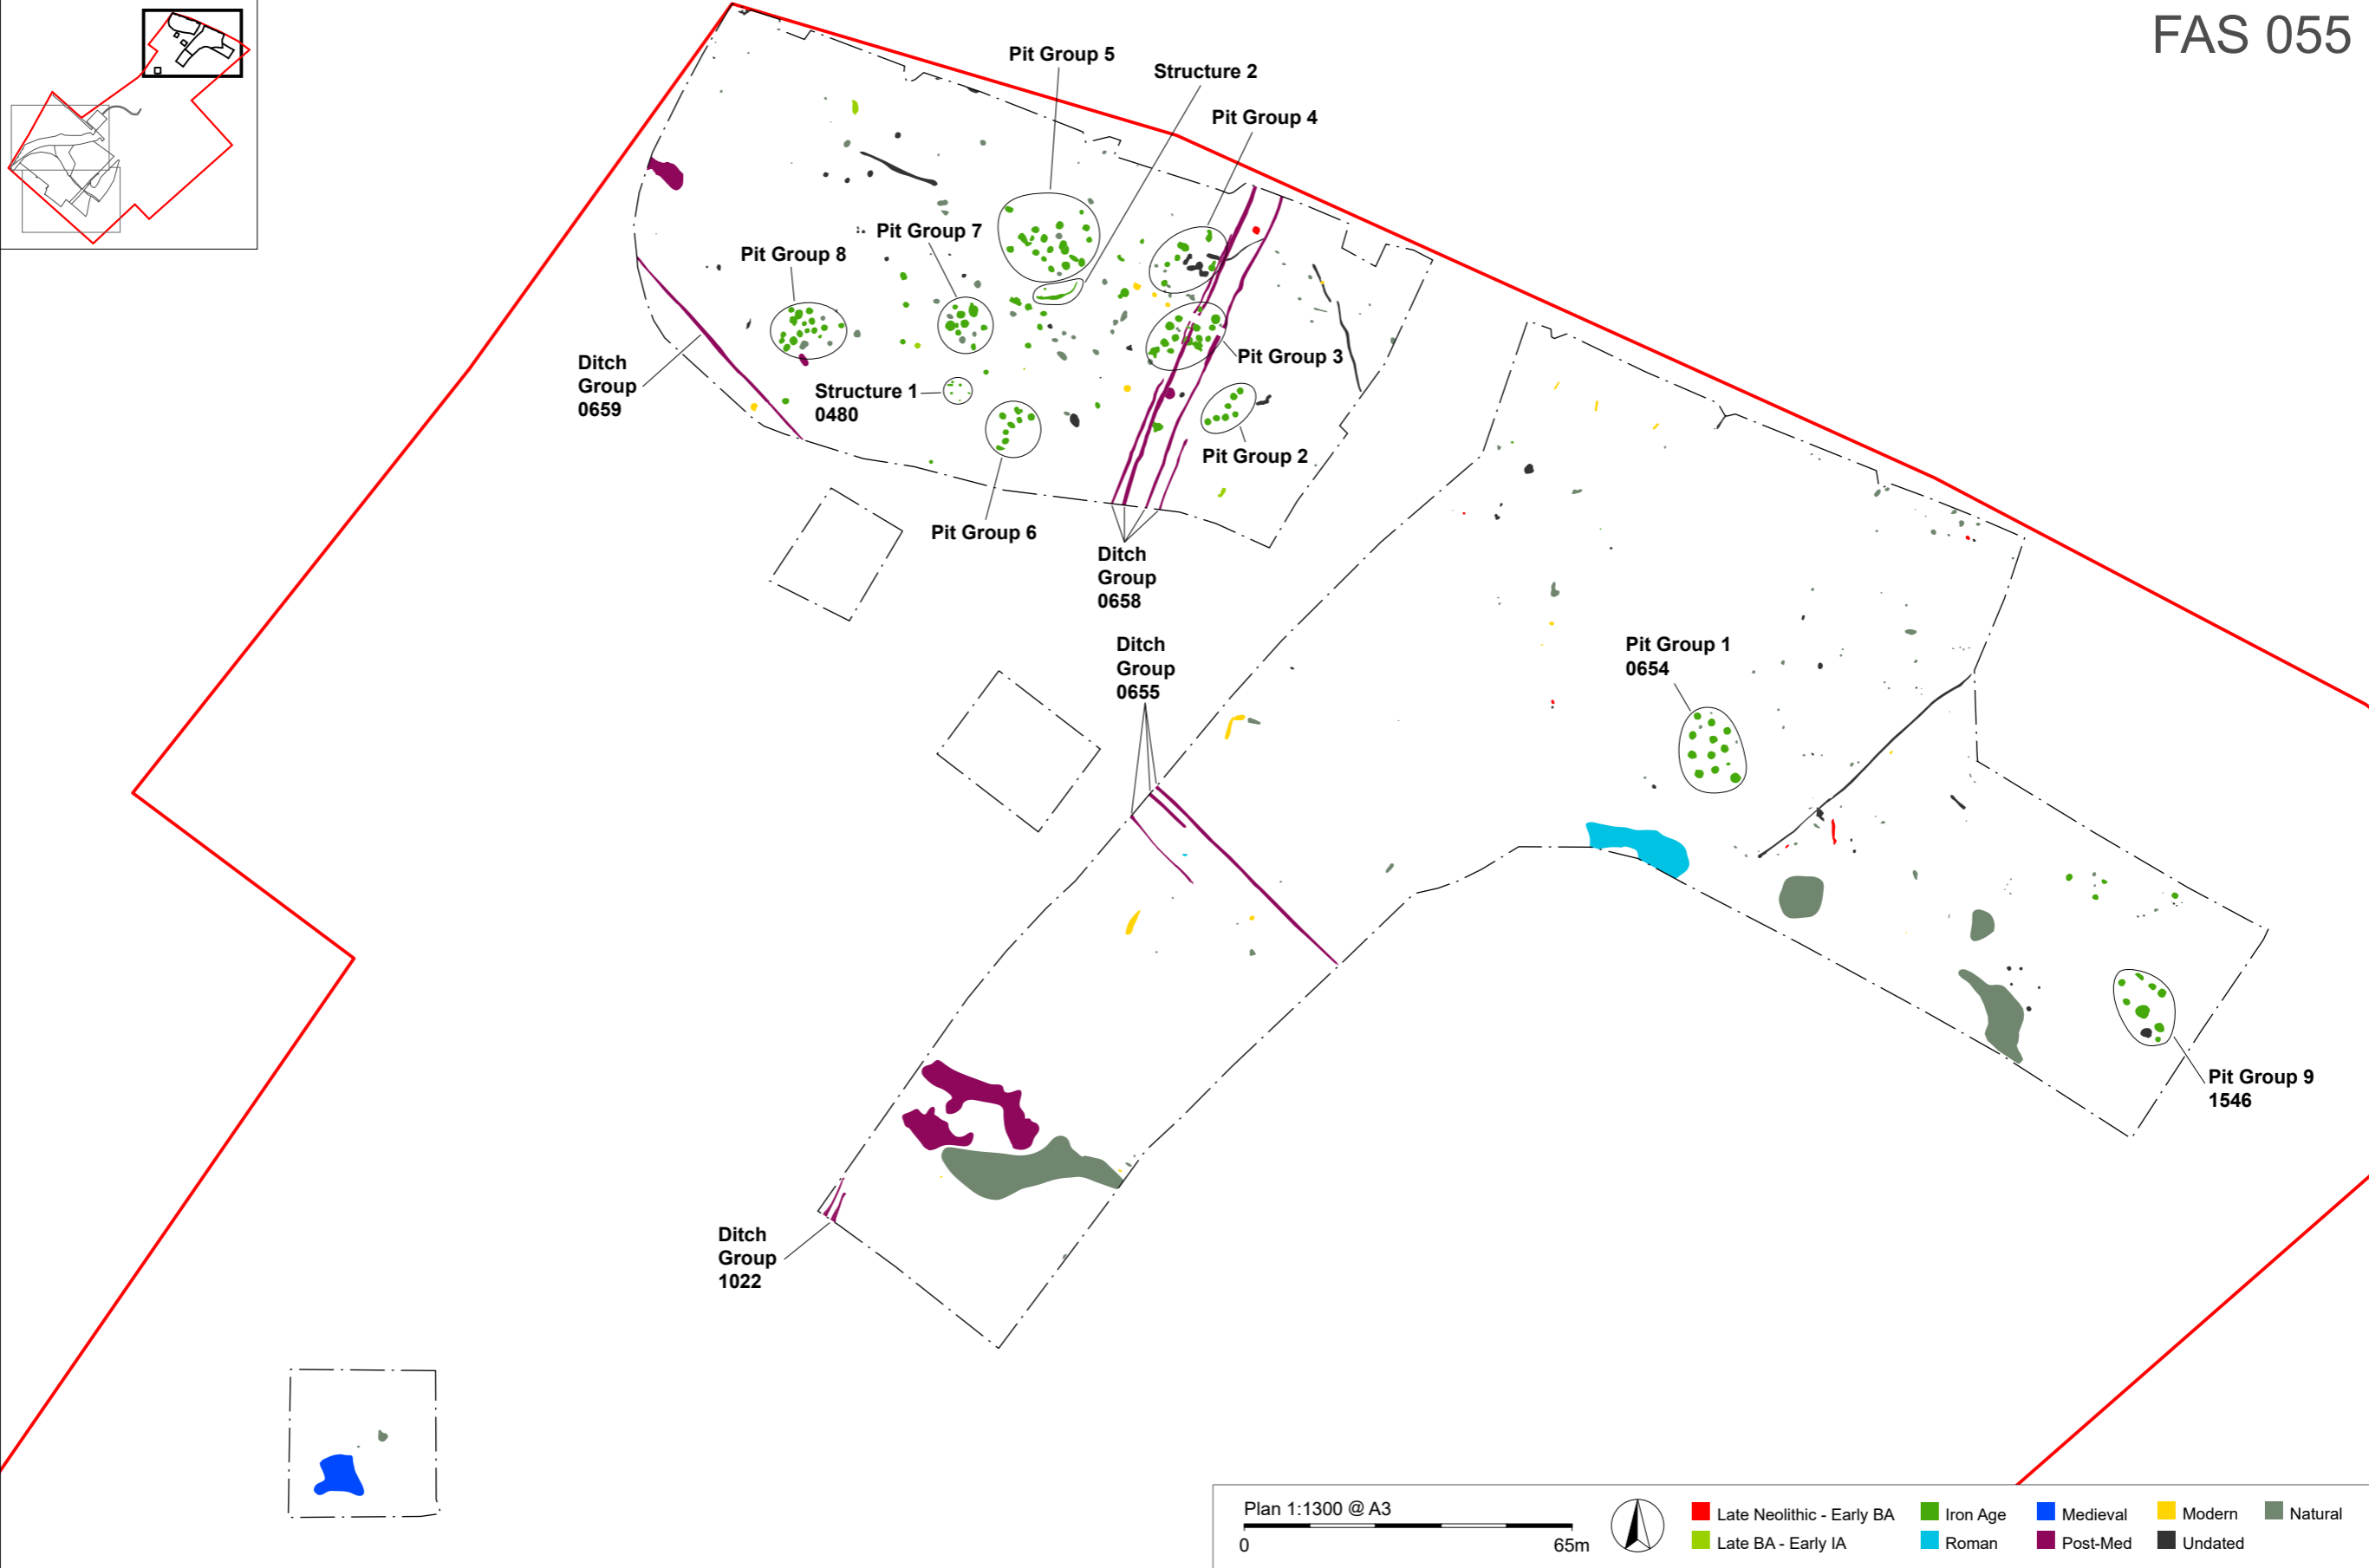 FAS 055
Pit Group 5
Structure 2
Pit Group 4
Pit Group 7
Pit Group 8
Ditch
Group
0659
Structure 1
0480
Pit Group 3
Pit Group 2
Pit Group 6
Ditch
Group
0658
Ditch
Group
0655
Pit Group 1
0654
Pit Group 9
1546
Ditch
Group
1022
Plan 1:1300 @ A3
0 65m
Late Neolithic - Early BA
Late BA - Early IA
Iron Age
Roman
Medieval
Post-Med
Modern
Undated
Natural